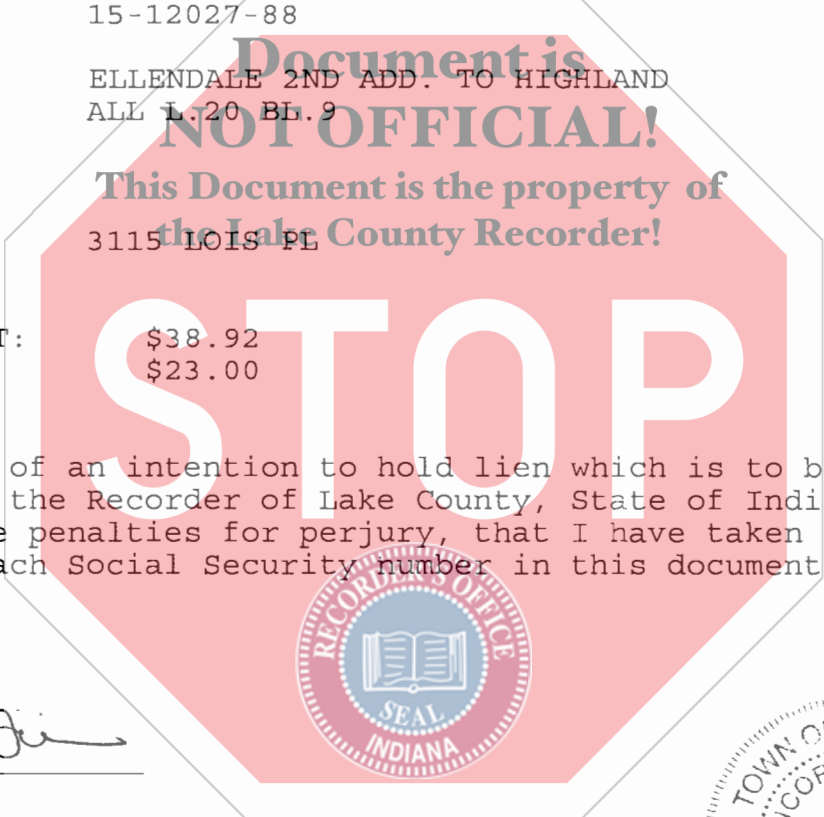 15-12027-88
Document is
ELLENDALE 2ND ADD. TO HIGHLAND
ALL L.20 BL.9
NOT OFFICIAL!
This Document is the property of
the Lake County Recorder!
3115 LOIS PL
T: $38.92
$23.00
STOP
of an intention to hold lien which is to b
the Recorder of Lake County, State of Indi
e penalties for perjury, that I have taken
ach Social Security number in this document
RECORDER'S OFFICE
SEAL
INDIANA
TOWN O